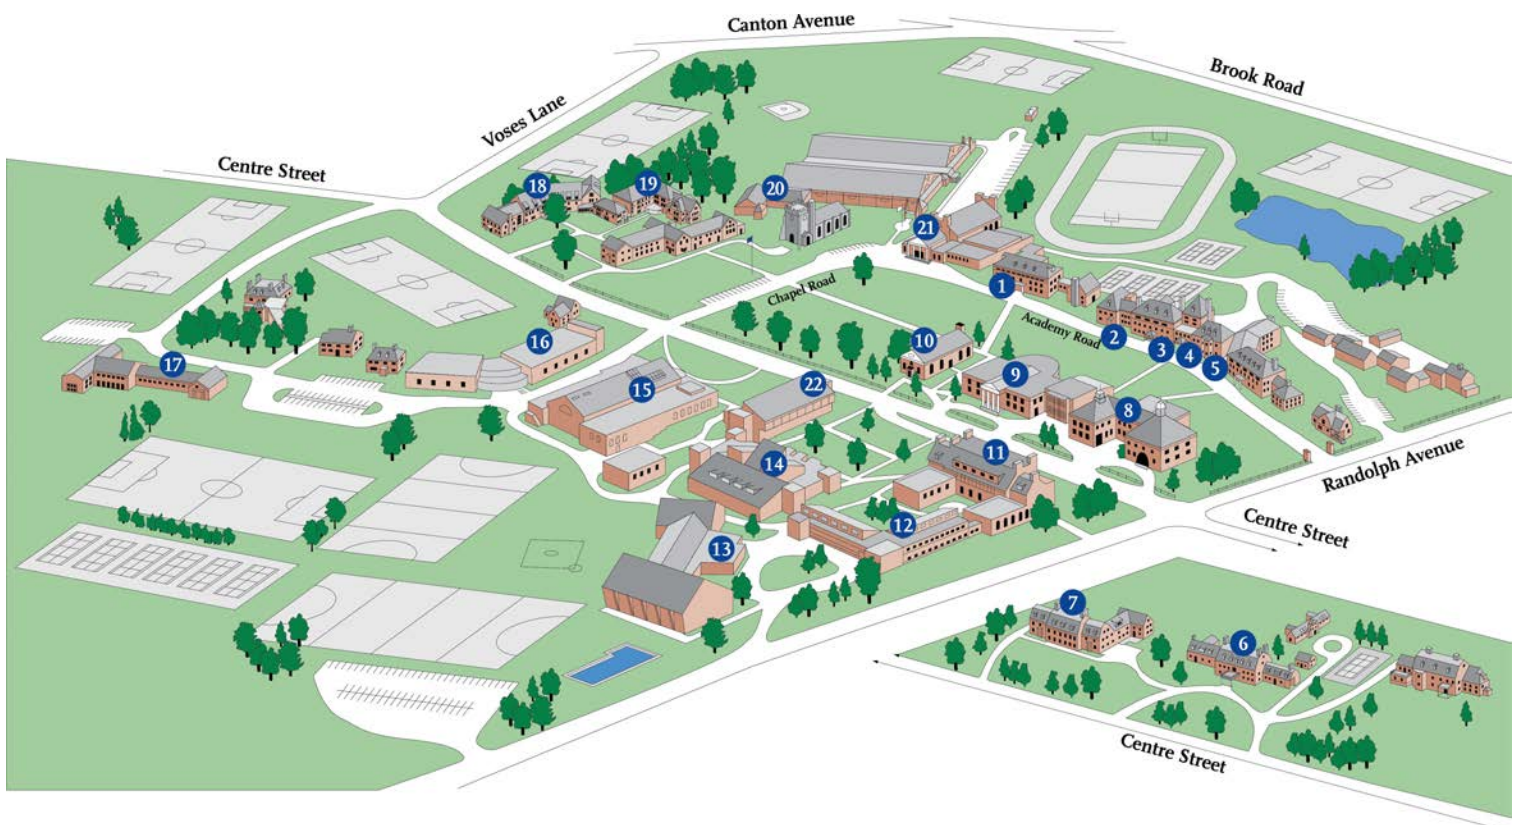 Canton Avenue
Brook Road
Voses Lane
Centre Street
18
19
20
21
Chapel Road
1
Academy Road
2
3
4
5
10
16
17
9
15
22
8
11
14
Randolph Avenue
12
Centre Street
13
7
6
Centre Street